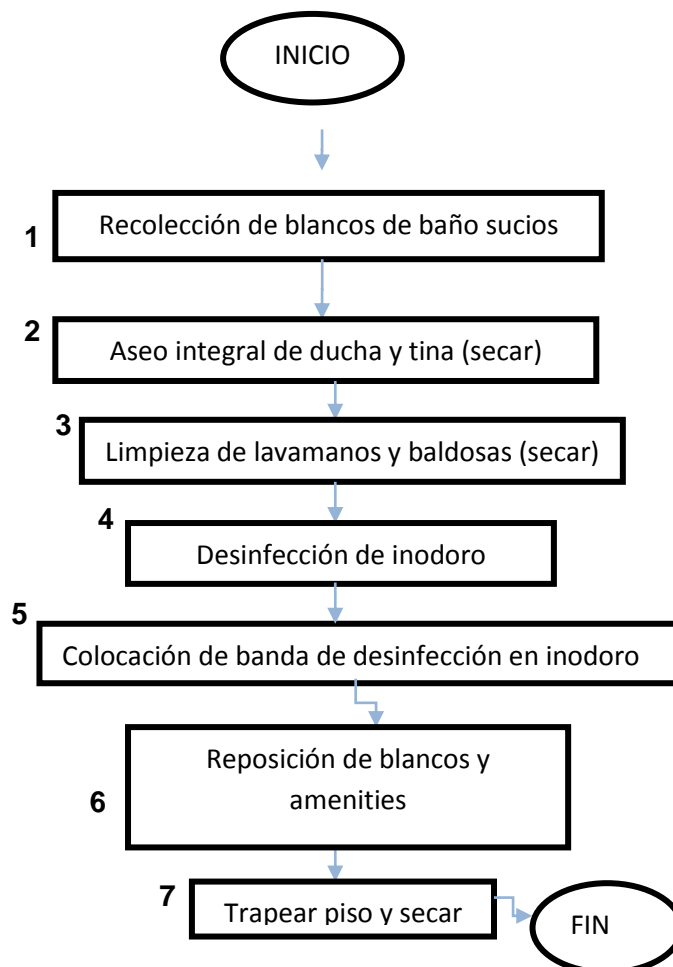 INICIO
1
Recolección de blancos de baño sucios
2
Aseo integral de ducha y tina (secar)
3
Limpieza de lavamanos y baldosas (secar)
4
Desinfección de inodoro
5
Colocación de banda de desinfección en inodoro
6
Reposición de blancos y
amenities
7
Trapear piso y secar
FIN